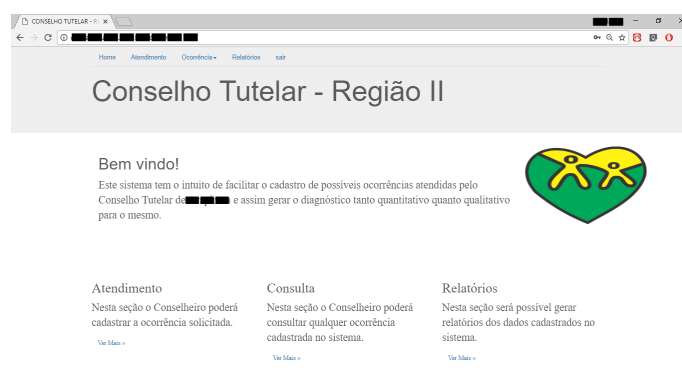 CONSELHO TUTELAR - R
Home Atendimento Ocorrência Relatórios sair
Conselho Tutelar - Região II
Bem vindo!
Este sistema tem o intuito de facilitar o cadastro de possíveis ocorrências atendidas pelo
Conselho Tutelar de e assim gerar o diagnóstico tanto quantitativo quanto qualitativo
para o mesmo.
Atendimento
Nesta seção o Conselheiro poderá
cadastrar a ocorrência solicitada.
Ver Mais »
Consulta
Nesta seção o Conselheiro poderá
consultar qualquer ocorrência
cadastrada no sistema.
Ver Mais »
Relatórios
Nesta seção será possível gerar
relatórios dos dados cadastrados no
sistema.
Ver Mais »